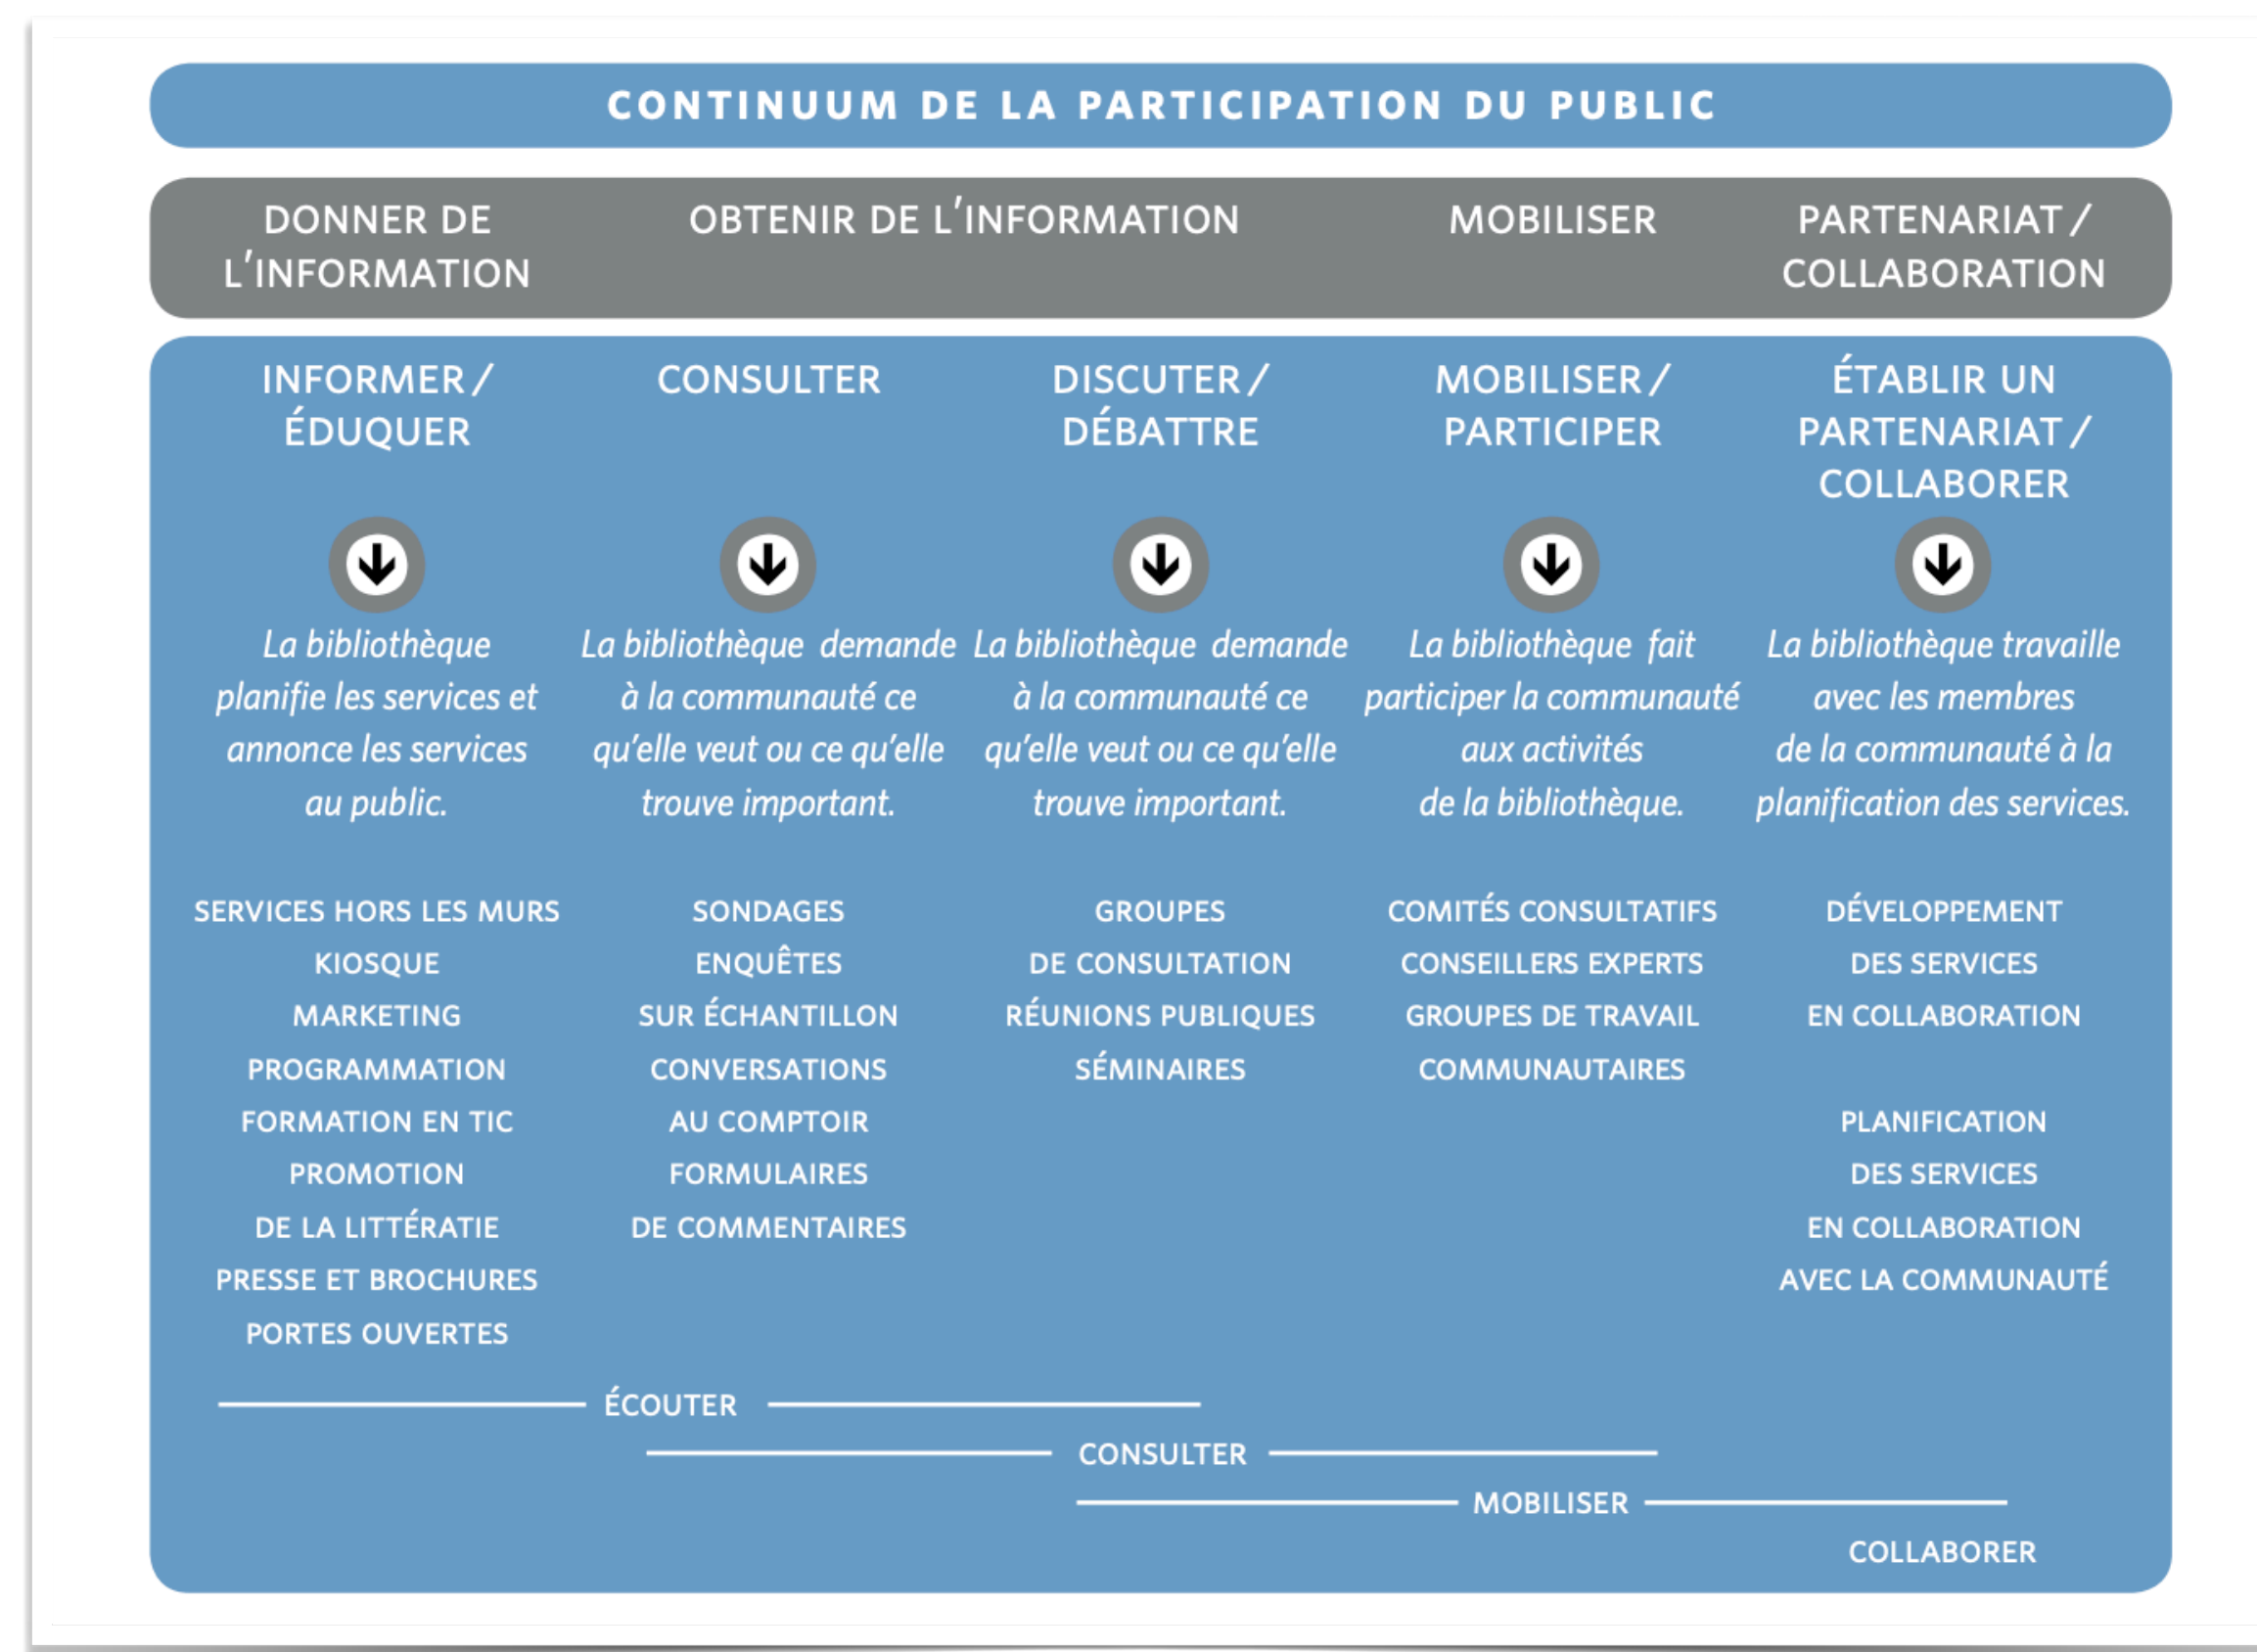 CONTINUUM DE LA PARTICIPATION DU PUBLIC
DONNER DE
L'INFORMATION
OBTENIR DE L'INFORMATION
MOBILISER
PARTENARIAT /
COLLABORATION
INFORMER /
ÉDUQUER
La bibliothèque
planifie les services et
annonce les services
au public.
SERVICES HORS LES MURS
KIOSQUE
MARKETING
PROGRAMMATION
FORMATION EN TIC
PROMOTION
DE LA LITTÉRATIE
PRESSE ET BROCHURES
PORTES OUVERTES
CONSULTER
La bibliothèque demande
à la communauté ce
qu'elle veut ou ce qu'elle
trouve important.
SONDAGES
ENQUÊTES
SUR ÉCHANTILLON
CONVERSATIONS
AU COMPTOIR
FORMULAIRES
DE COMMENTAIRES
DISCUTER /
DÉBATTRE
La bibliothèque demande
à la communauté ce
qu'elle veut ou ce qu'elle
trouve important.
GROUPES
DE CONSULTATION
RÉUNIONS PUBLIQUES
SÉMINAIRES
MOBILISER /
PARTICIPER
La bibliothèque fait
participer la communauté
aux activités
de la bibliothèque.
COMITÉS CONSULTATIFS
CONSEILLERS EXPERTS
GROUPES DE TRAVAIL
COMMUNAUTAIRES
ÉTABLIR UN
PARTENARIAT /
COLLABORER
La bibliothèque travaille
avec les membres
de la communauté à la
planification des services.
DÉVELOPPEMENT
DES SERVICES
EN COLLABORATION
PLANIFICATION
DES SERVICES
EN COLLABORATION
AVEC LA COMMUNAUTÉ
ÉCOUTER
CONSULTER
MOBILISER
COLLABORER